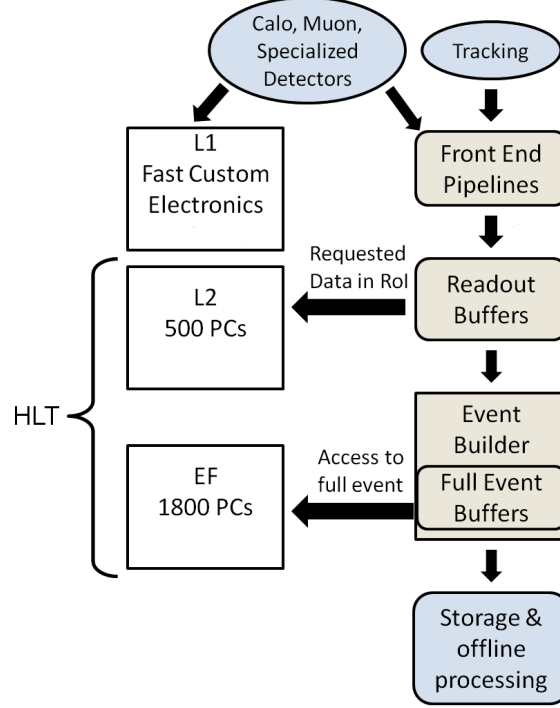 Calo, Muon,
Specialized
Detectors
Tracking
L1
Fast Custom
Electronics
Front End
Pipelines
Requested
Data in RoI
L2
500 PCs
Readout
Buffers
HLT
Event
Builder
Access to
full event
EF
1800 PCs
Full Event
Buffers
Storage &
offline
processing